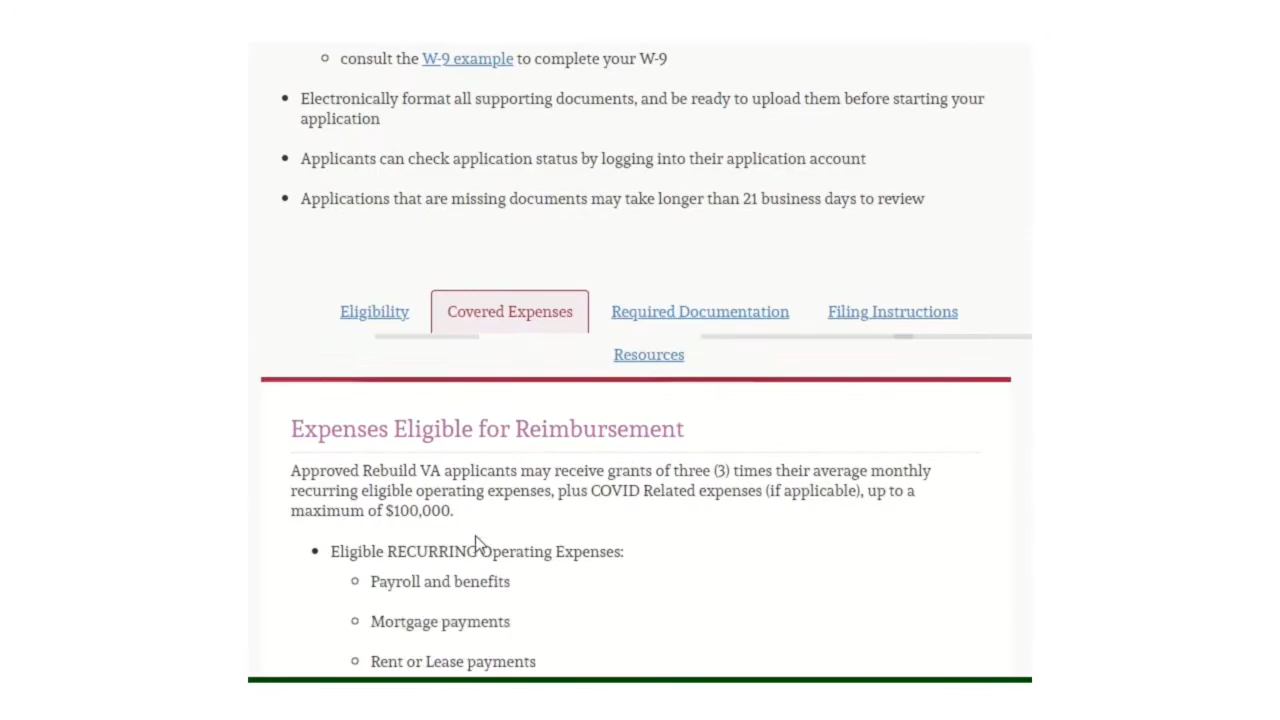 consult the W-9 example to complete your W-9
Electronically format all supporting documents, and be ready to upload them before starting your
application
Applicants can check application status by logging into their application account
Applications that are missing documents may take longer than 21 business days to review
Eligibility Covered Expenses Required Documentation Filing Instructions
Resources
Expenses Eligible for Reimbursement
Approved Rebuild VA applicants may receive grants of three (3) times their average monthly
recurring eligible operating expenses, plus COVID Related expenses (if applicable), up to a
maximum of $100,000.
Eligible RECURRING Operating Expenses:
Payroll and benefits
Mortgage payments
Rent or Lease payments